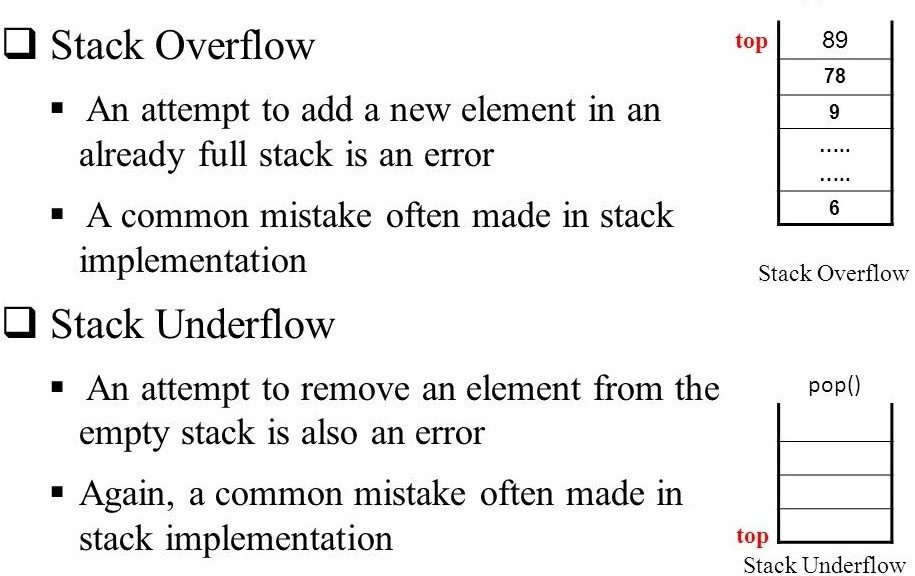 Stack Overflow
An attempt to add a new element in an
already full stack is an error
A common mistake often made in stack
implementation
top
89
78
9
.....
.....
6
Stack Overflow
Stack Underflow
An attempt to remove an element from the
empty stack is also an error
Again, a common mistake often made in
stack implementation
pop()
top
Stack Underflow